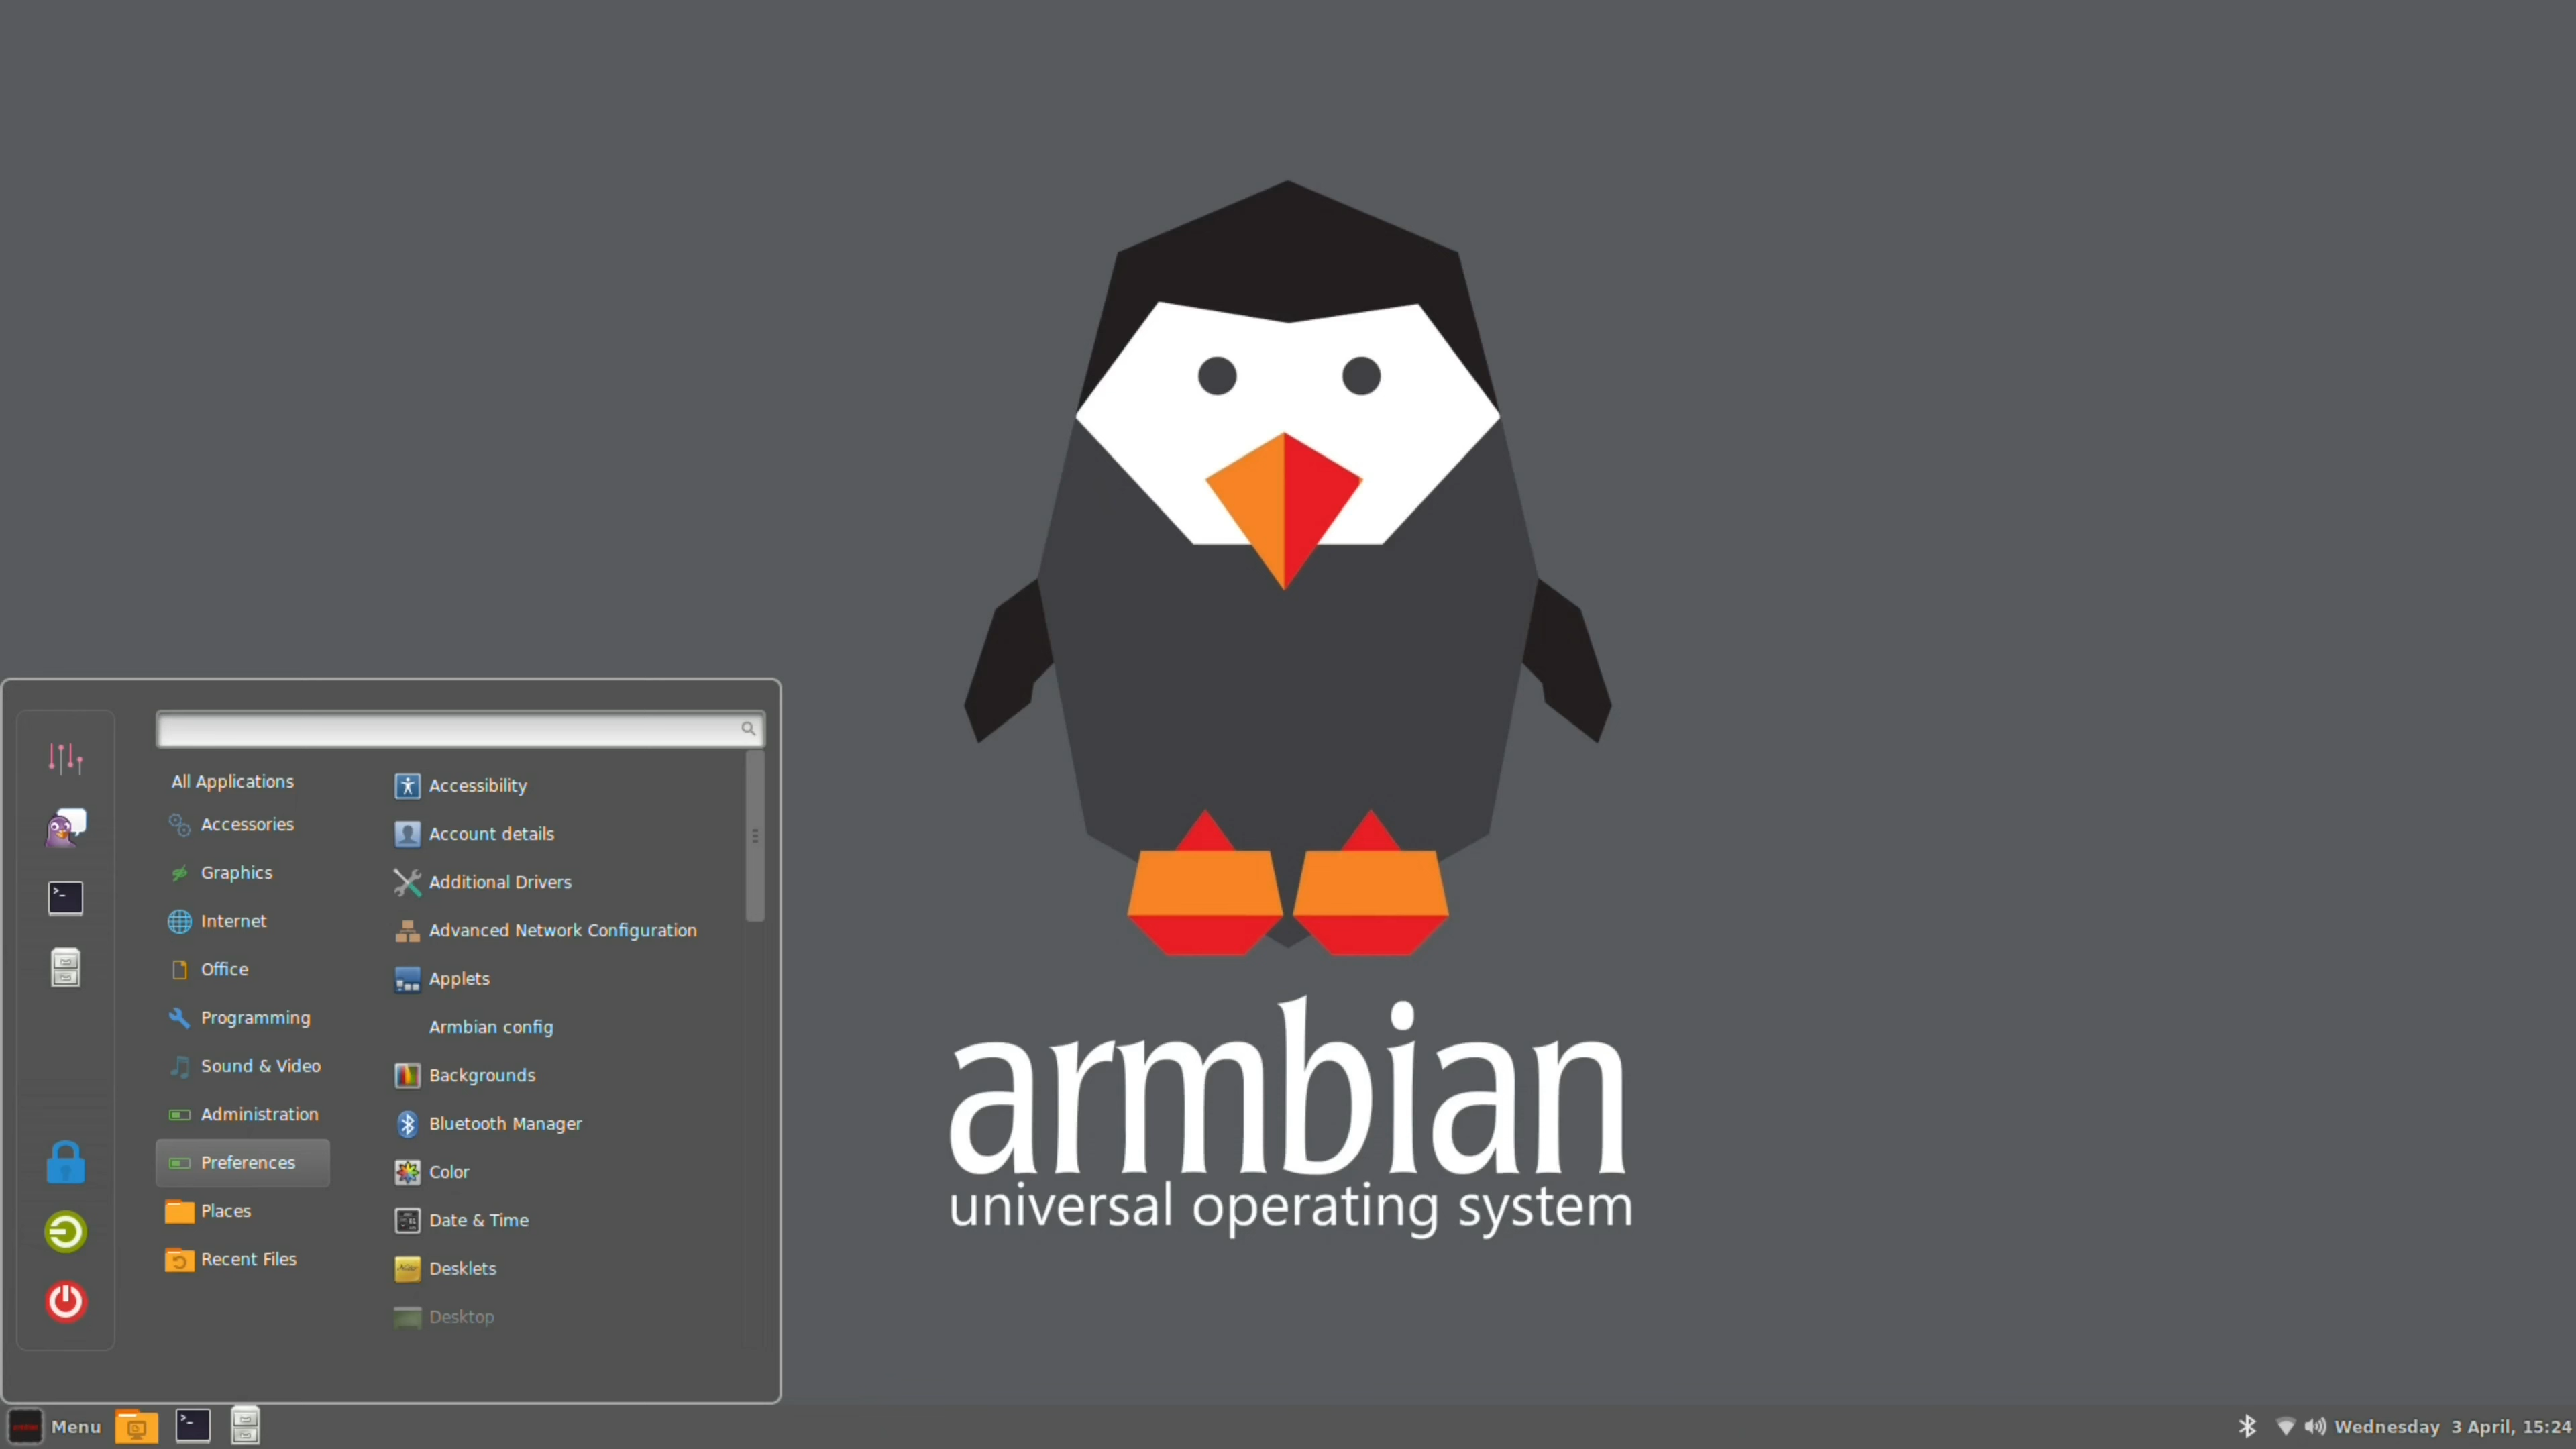 All Applications
Accessories
Graphics
Internet
Office
Programming
Sound & Video
Administration
Preferences
Places
Recent Files
Accessibility
Account details
Additional Drivers
Advanced Network Configuration
Applets
Armbian config
Backgrounds
Bluetooth Manager
Color
Date & Time
Desklets
Desktop
armbian
universal operating system
Menu
Wednesday 3 April, 15:24